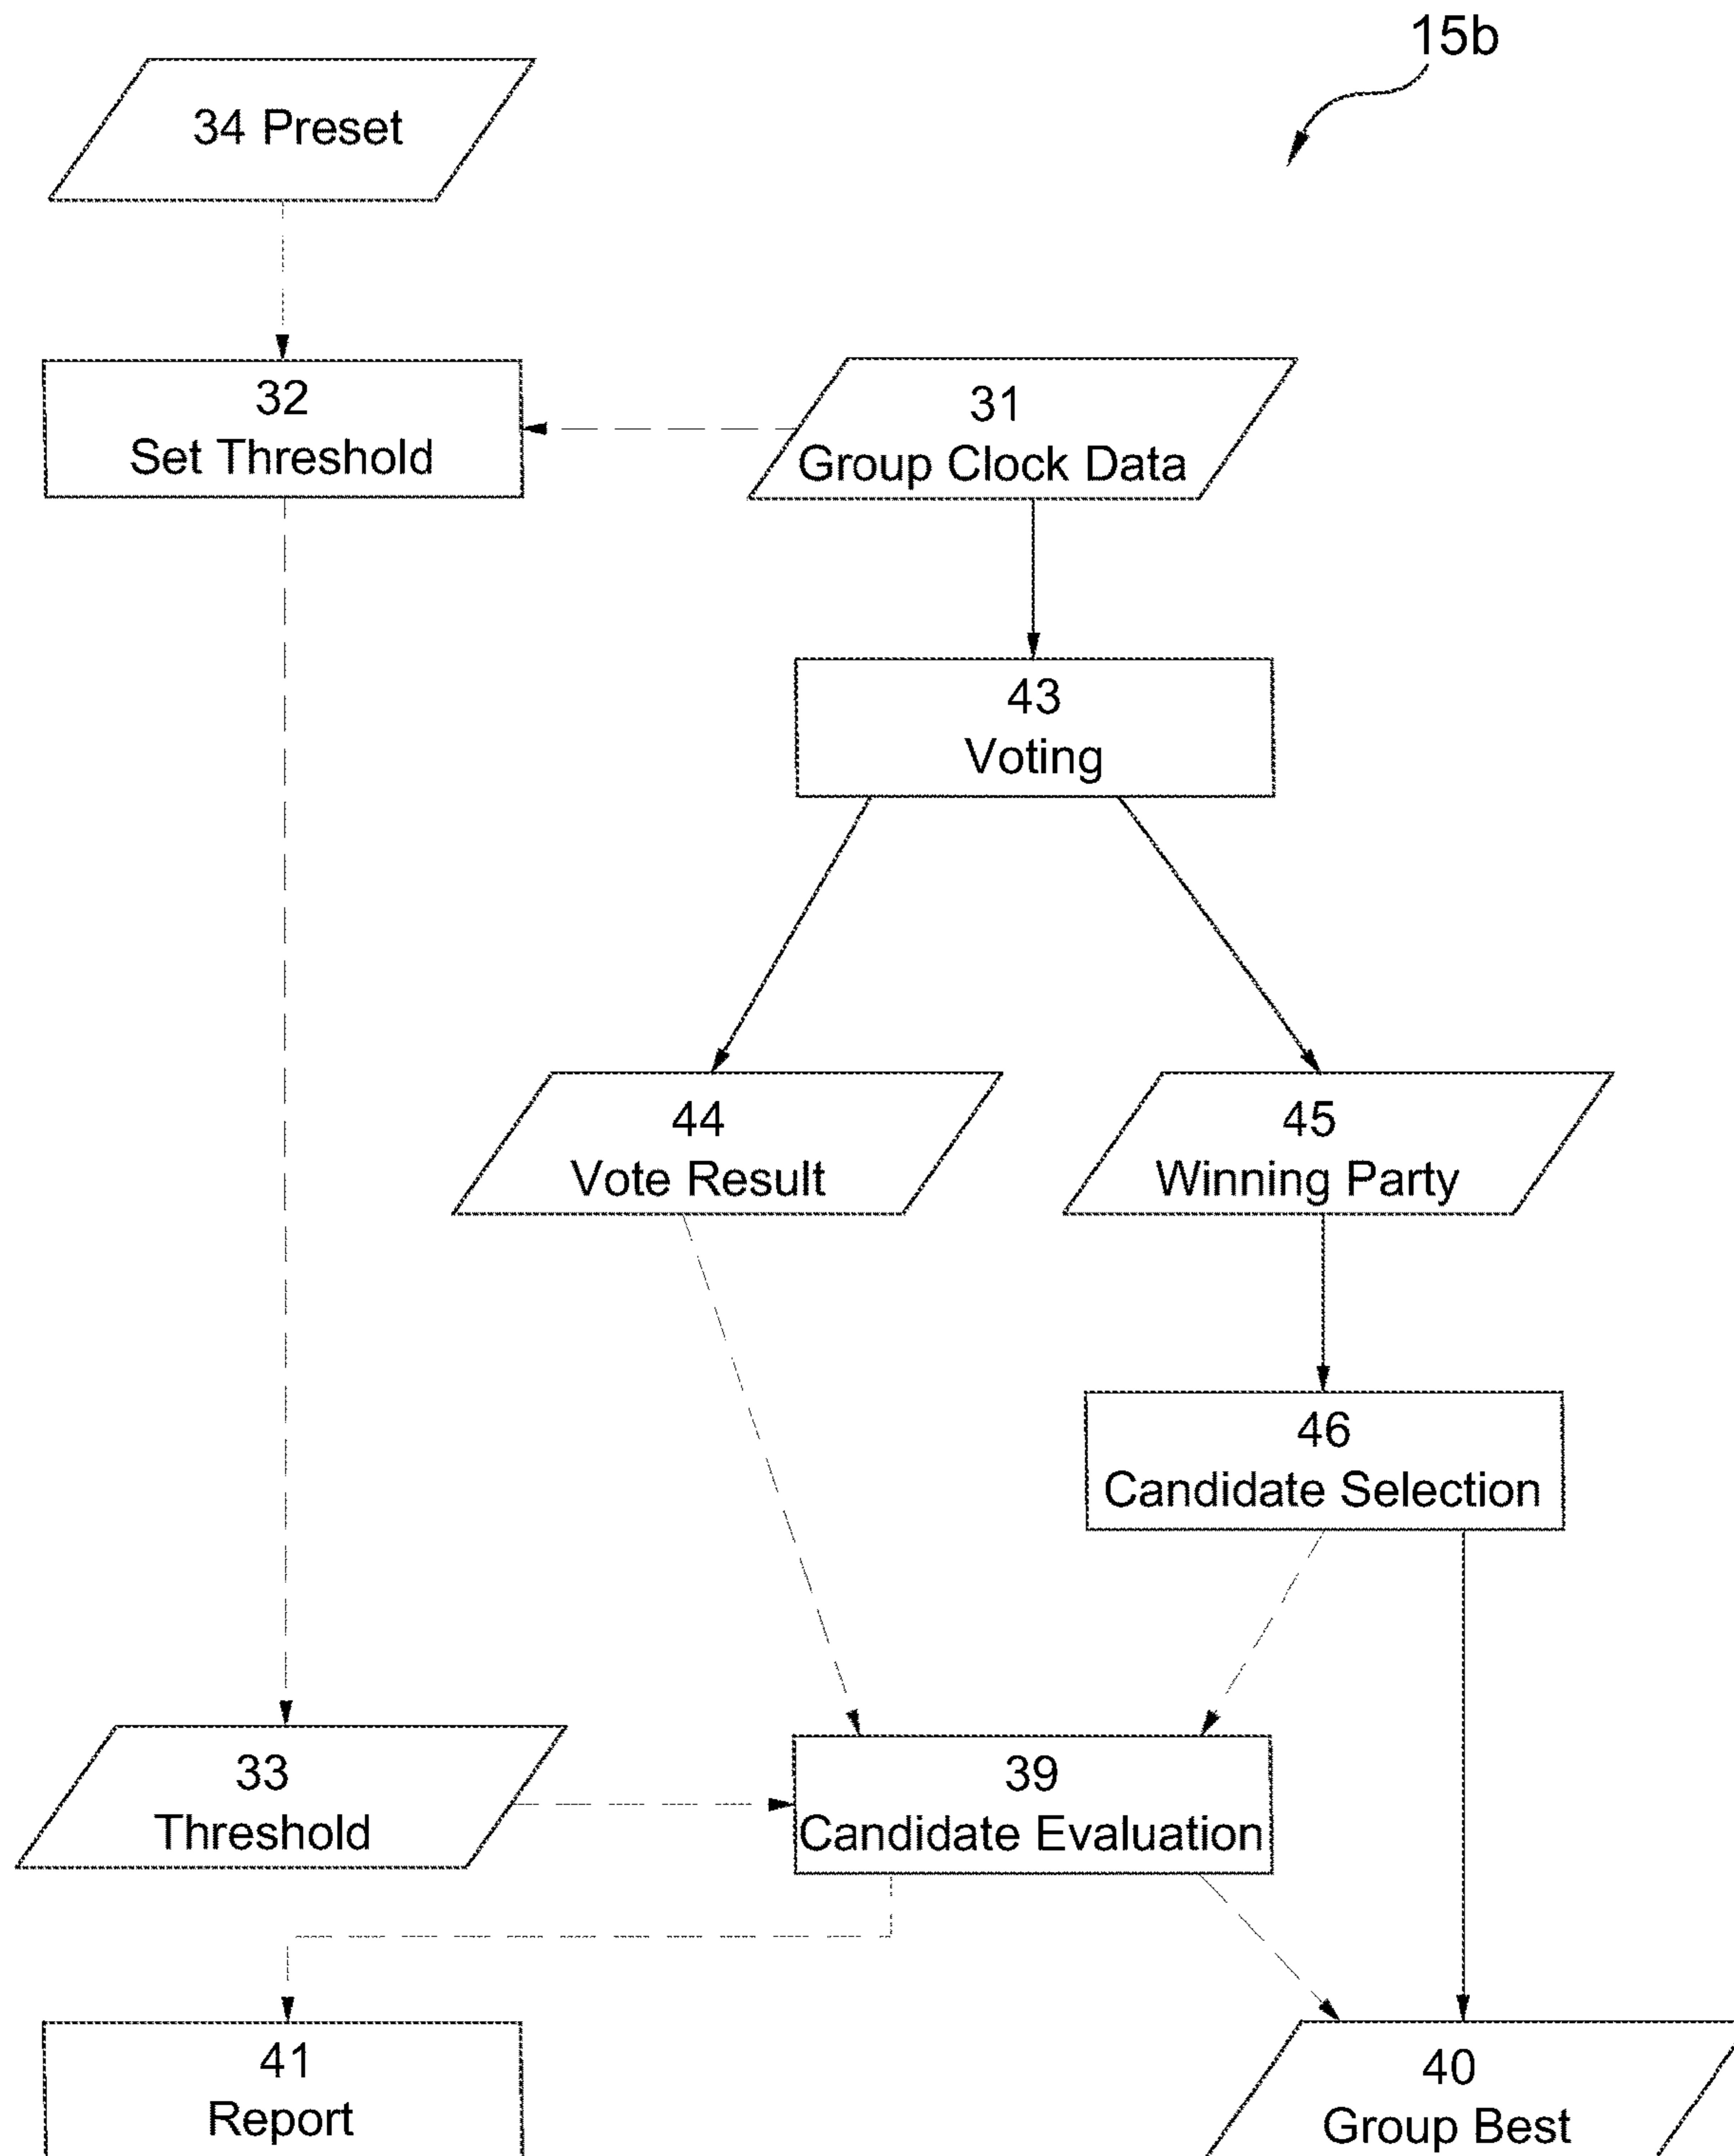 15b
34 Preset
32
Set Threshold
31
Group Clock Data
43
Voting
44
Vote Result
45
Winning Party
46
Candidate Selection
33
Threshold
39
Candidate Evaluation
41
Report
40
Group Best